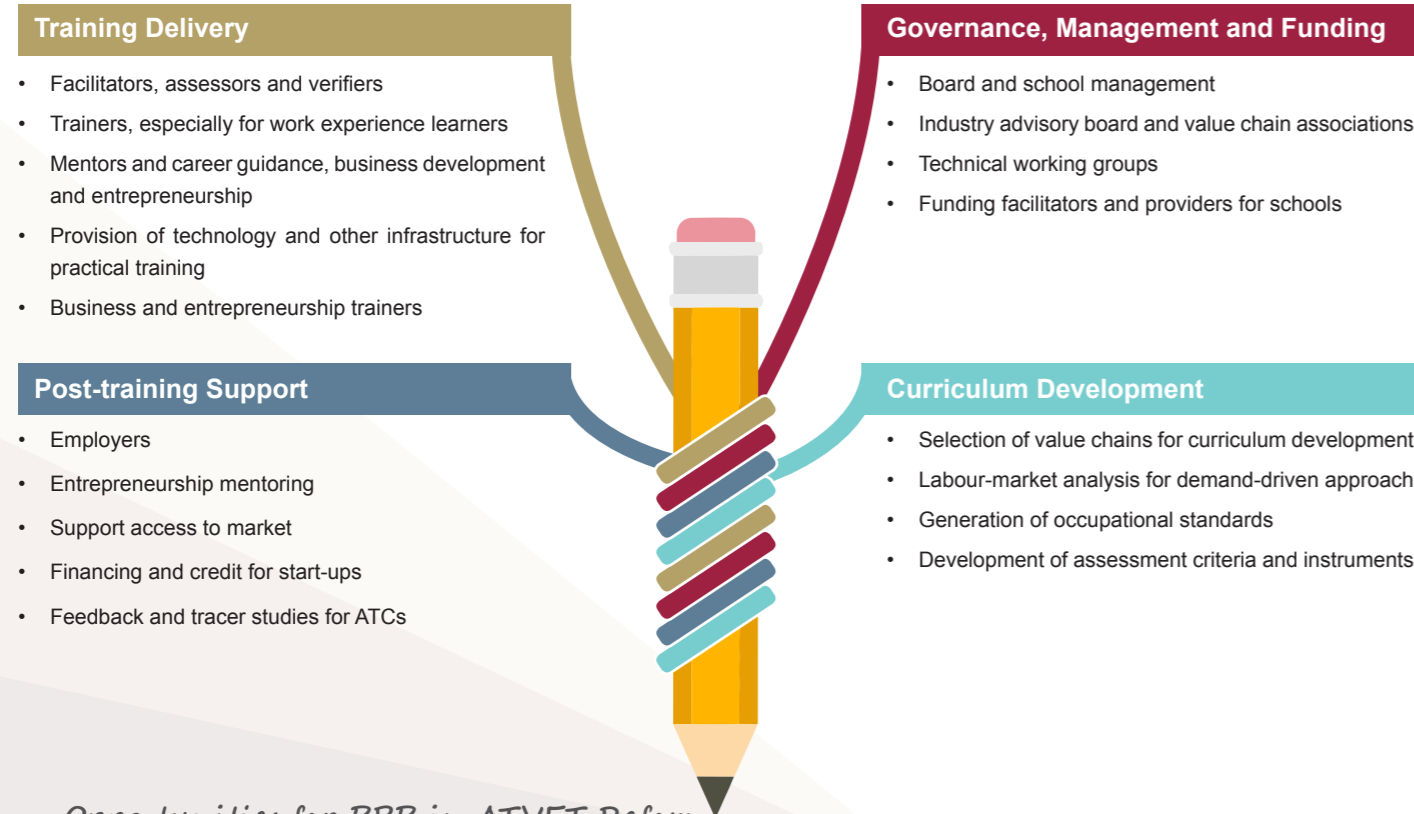 Training Delivery
• Facilitators, assessors and verifiers
• Trainers, especially for work experience learners
• Mentors and career guidance, business development
and entrepreneurship
• Provision of technology and other infrastructure for
practical training
• Business and entrepreneurship trainers
Governance, Management and Funding
• Board and school management
• Industry advisory board and value chain associations
• Technical working groups
• Funding facilitators and providers for schools
Post-training Support
• Employers
• Entrepreneurship mentoring
• Support access to market
• Financing and credit for start-ups
• Feedback and tracer studies for ATCs
Curriculum Development
• Selection of value chains for curriculum development
• Labour-market analysis for demand-driven approach
• Generation of occupational standards
• Development of assessment criteria and instruments
for in ATVET Reform